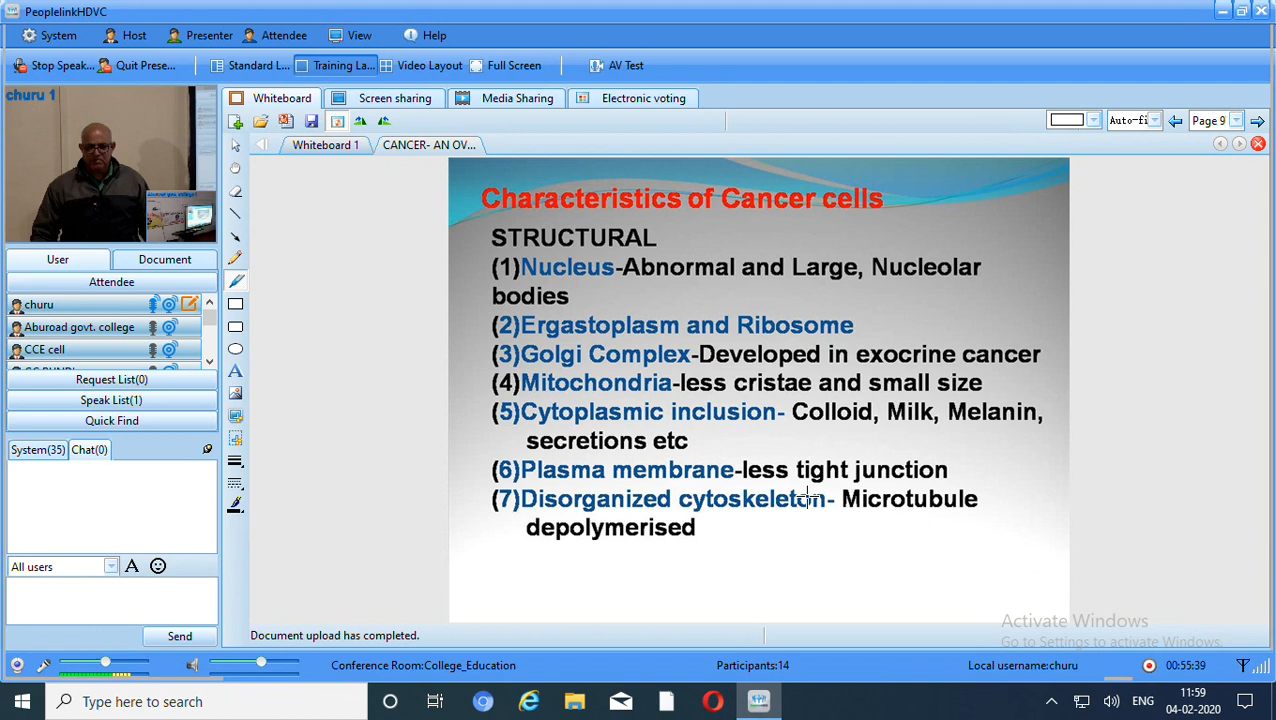 PeoplelinkHDVC
System Host Presenter Attendee View Help
Stop Speak... Quit Prese... Standard L... Training La... Video Layout Full Screen AV Test
churu 1
Whiteboard Screen sharing Media Sharing Electronic voting
Auto-fi Page 9
Whiteboard 1 CANCER- AN OV...
Characteristics of Cancer cells
STRUCTURAL
(1)Nucleus-Abnormal and Large, Nucleolar
bodies
(2)Ergastoplasm and Ribosome
(3)Golgi Complex-Developed in exocrine cancer
(4)Mitochondria-less cristae and small size
(5)Cytoplasmic inclusion- Colloid, Milk, Melanin,
secretions etc
(6)Plasma membrane-less tight junction
(7)Disorganized cytoskeleton- Microtubule
depolymerised
User Document
Attendee
churu
Aburoad govt. college
CCE cell
Request List(0)
Speak List(1)
Quick Find
System(35) Chat(0)
All users A
Send
Document upload has completed.
Activate Windows
Go to Settings to activate Windows.
Conference Room:College_Education Participants:14 Local username:churu 00:55:39
Type here to search
ENG 11:59
04-02-2020